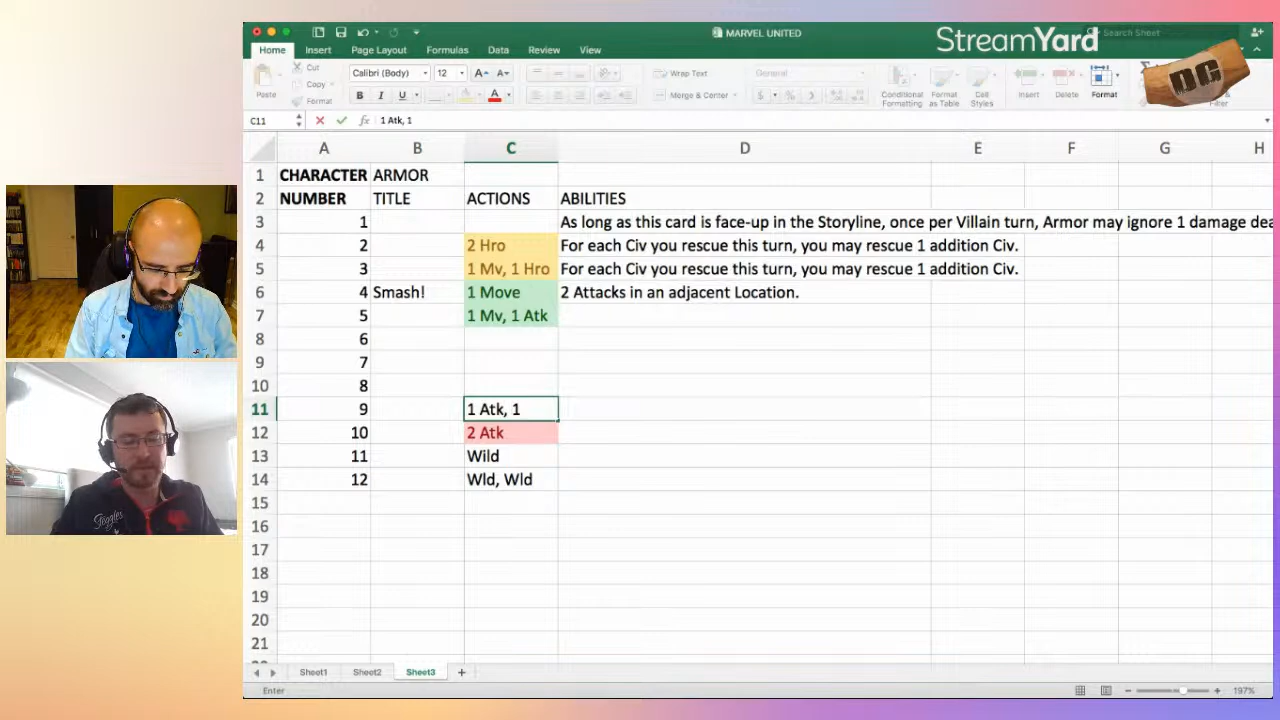 MARVEL UNITED
Search Sheet
StreamYard
DG
Home Insert Page Layout Formulas Data Review View
Cut
Copy
Format
Paste
Calibri (Body) 12
Wrap Text
General
Merge & Center
Conditional Formatting
Format as Table
Cell Styles
Insert
Delete
Format
Filter
C11 fx 1 Atk, 1
A B C D E F G H
1 CHARACTER ARMOR
2 NUMBER TITLE ACTIONS ABILITIES
3 1 As long as this card is face-up in the Storyline, once per Villain turn, Armor may ignore 1 damage dea
4 2 2 Hro For each Civ you rescue this turn, you may rescue 1 addition Civ.
5 3 1 Mv, 1 Hro For each Civ you rescue this turn, you may rescue 1 addition Civ.
6 4 Smash! 1 Move 2 Attacks in an adjacent Location.
7 5 1 Mv, 1 Atk
8 6
9 7
10 8
11 9 1 Atk, 1
12 10 2 Atk
13 11 Wild
14 12 Wld, Wld
15
16
17
18
19
20
21
Sheet1 Sheet2 Sheet3 +
Enter
197%